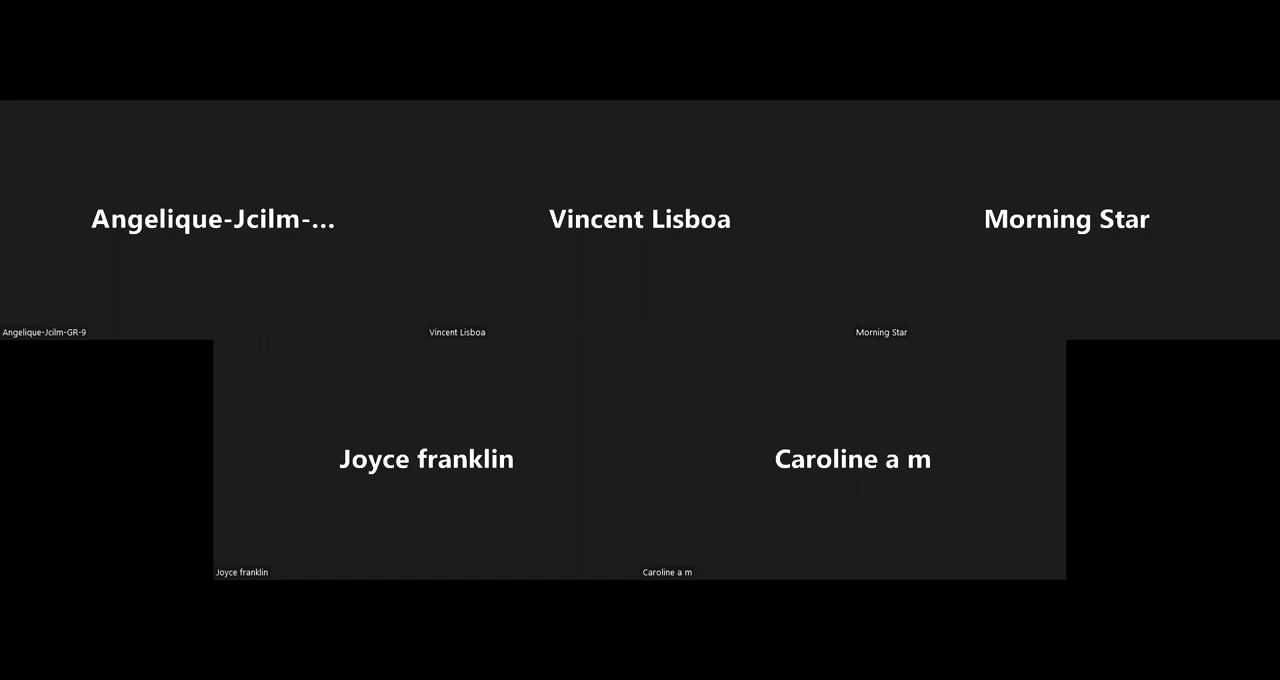 Angelique-Jcilm-...
Vincent Lisboa
Morning Star
Angelique-Jcilm-GR-9
Vincent Lisboa
Morning Star
Joyce franklin
Caroline a m
Joyce franklin
Caroline a m